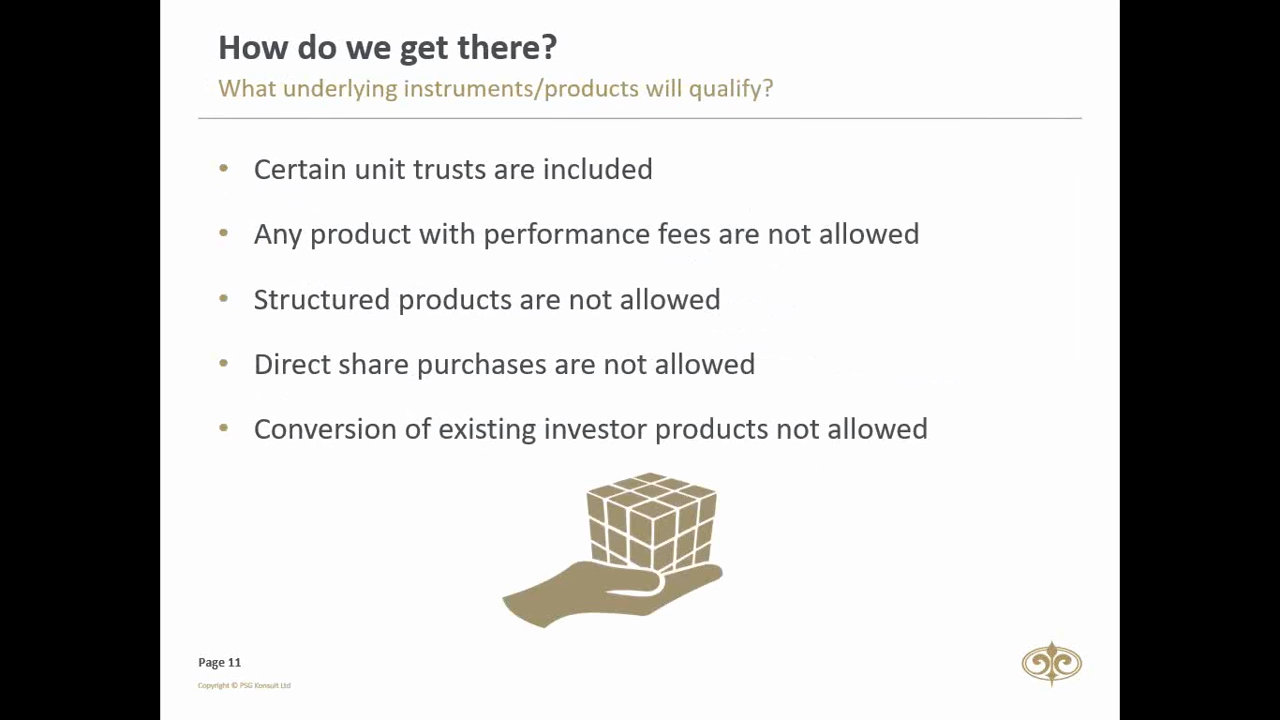 How do we get there?
What underlying instruments/products will qualify?
• Certain unit trusts are included
• Any product with performance fees are not allowed
• Structured products are not allowed
• Direct share purchases are not allowed
• Conversion of existing investor products not allowed
Page 11
Copyright © PSG Konsult Ltd